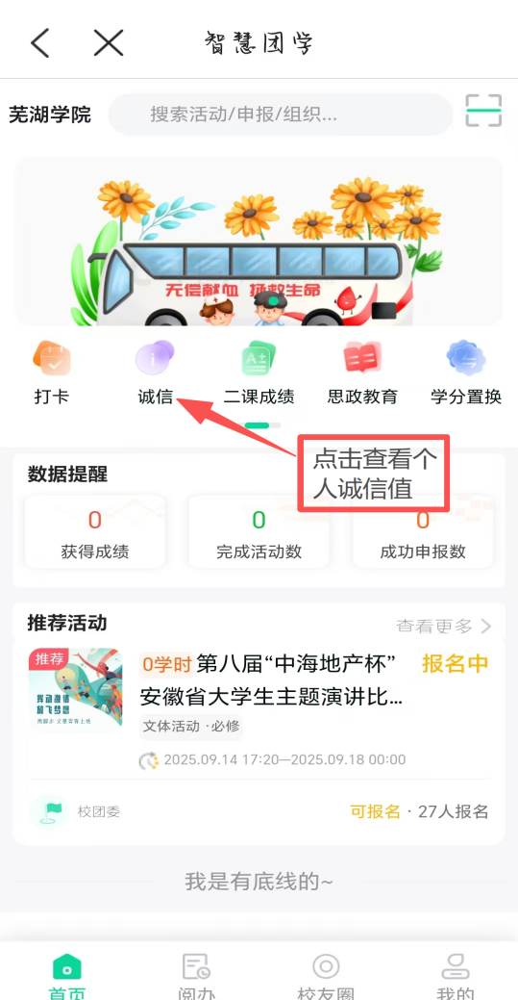 智慧团学
芜湖学院
搜索活动/申报/组织...
无偿献血 拯救生命
打卡
诚信
二课成绩
思政教育
学分置换
点击查看个
人诚信值
数据提醒
0
0
0
获得成绩
完成活动数
成功申报数
推荐活动
查看更多
推荐
0学时 第八届“中海地产杯”
报名中
安徽省大学生主题演讲比...
文体活动 ·必修
2025.09.14 17:20—2025.09.18 00:00
校团委
可报名 · 27人报名
我是有底线的~
首页
阅办
校友圈
我的